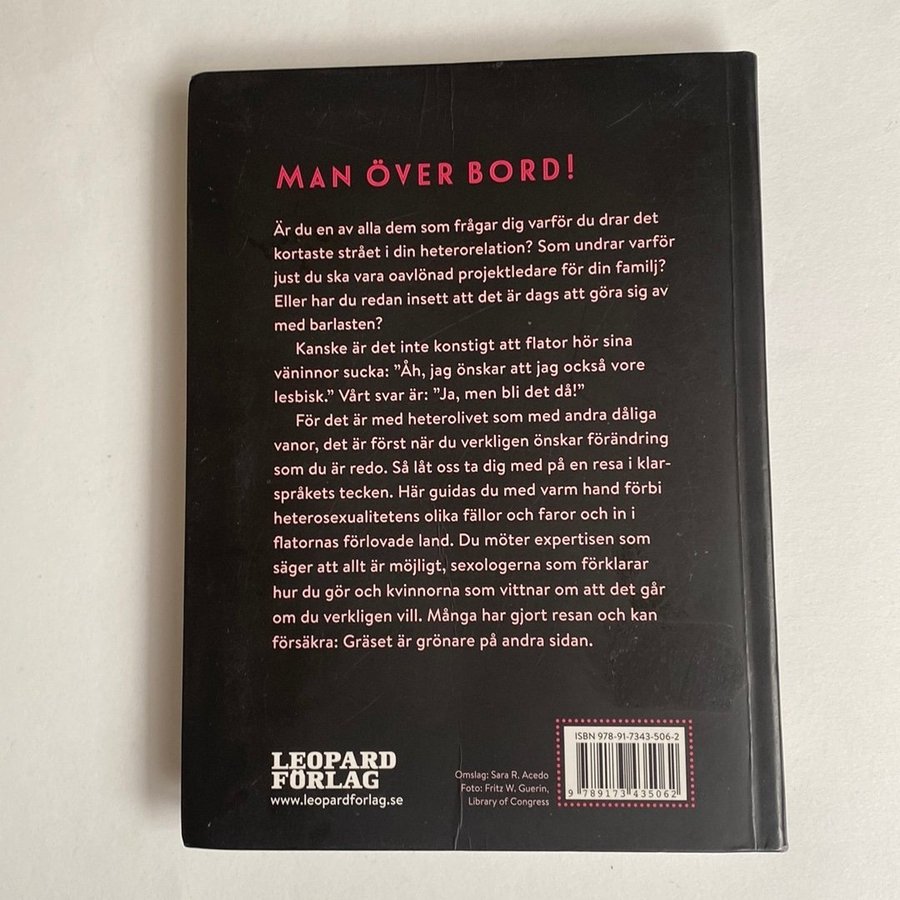 MAN ÖVER BORD!
Är du en av alla dem som frågar dig varför du drar det
kortaste strået i din heterorelation? Som undrar varför
just du ska vara oavlönad projektledare för din familj?
Eller har du redan insett att det är dags att göra sig av
med barlasten?
Kanske är det inte konstigt att flator hör sina
väninnor sucka: ”Åh, jag önskar att jag också vore
lesbisk.” Vårt svar är: ”Ja, men bli det då!”
För det är med heterolivet som med andra dåliga
vanor, det är först när du verkligen önskar förändring
som du är redo. Så låt oss ta dig med på en resa i klar-
språkets tecken. Här guidas du med varm hand förbi
heterosexualitetens olika fällor och faror och in i
flatornas förlovade land. Du möter expertisen som
säger att allt är möjligt, sexologerna som förklarar
hur du gör och kvinnorna som vittnar om att det går
om du verkligen vill. Många har gjort resan och kan
försäkra: Gräset är grönare på andra sidan.
LEOPARD
FÖRLAG
www.leopardforlag.se
Omslag: Sara R. Acedo
Foto: Fritz W. Guerin,
Library of Congress
ISBN 978-91-7343-506-2
9 789173 435062